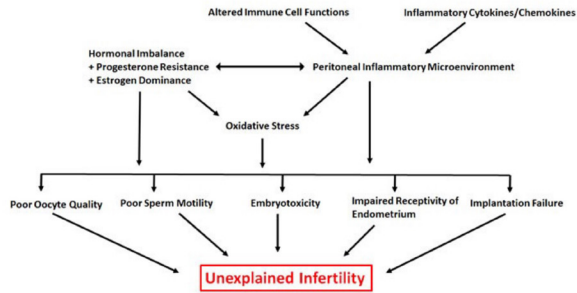 Altered Immune Cell Functions
Inflammatory Cytokines/Chemokines
Hormonal Imbalance
+ Progesterone Resistance
+ Estrogen Dominance
Peritoneal Inflammatory Microenvironment
Oxidative Stress
Poor Oocyte Quality
Poor Sperm Motility
Embryotoxicity
Impaired Receptivity of
Endometrium
Implantation Failure
Unexplained Infertility